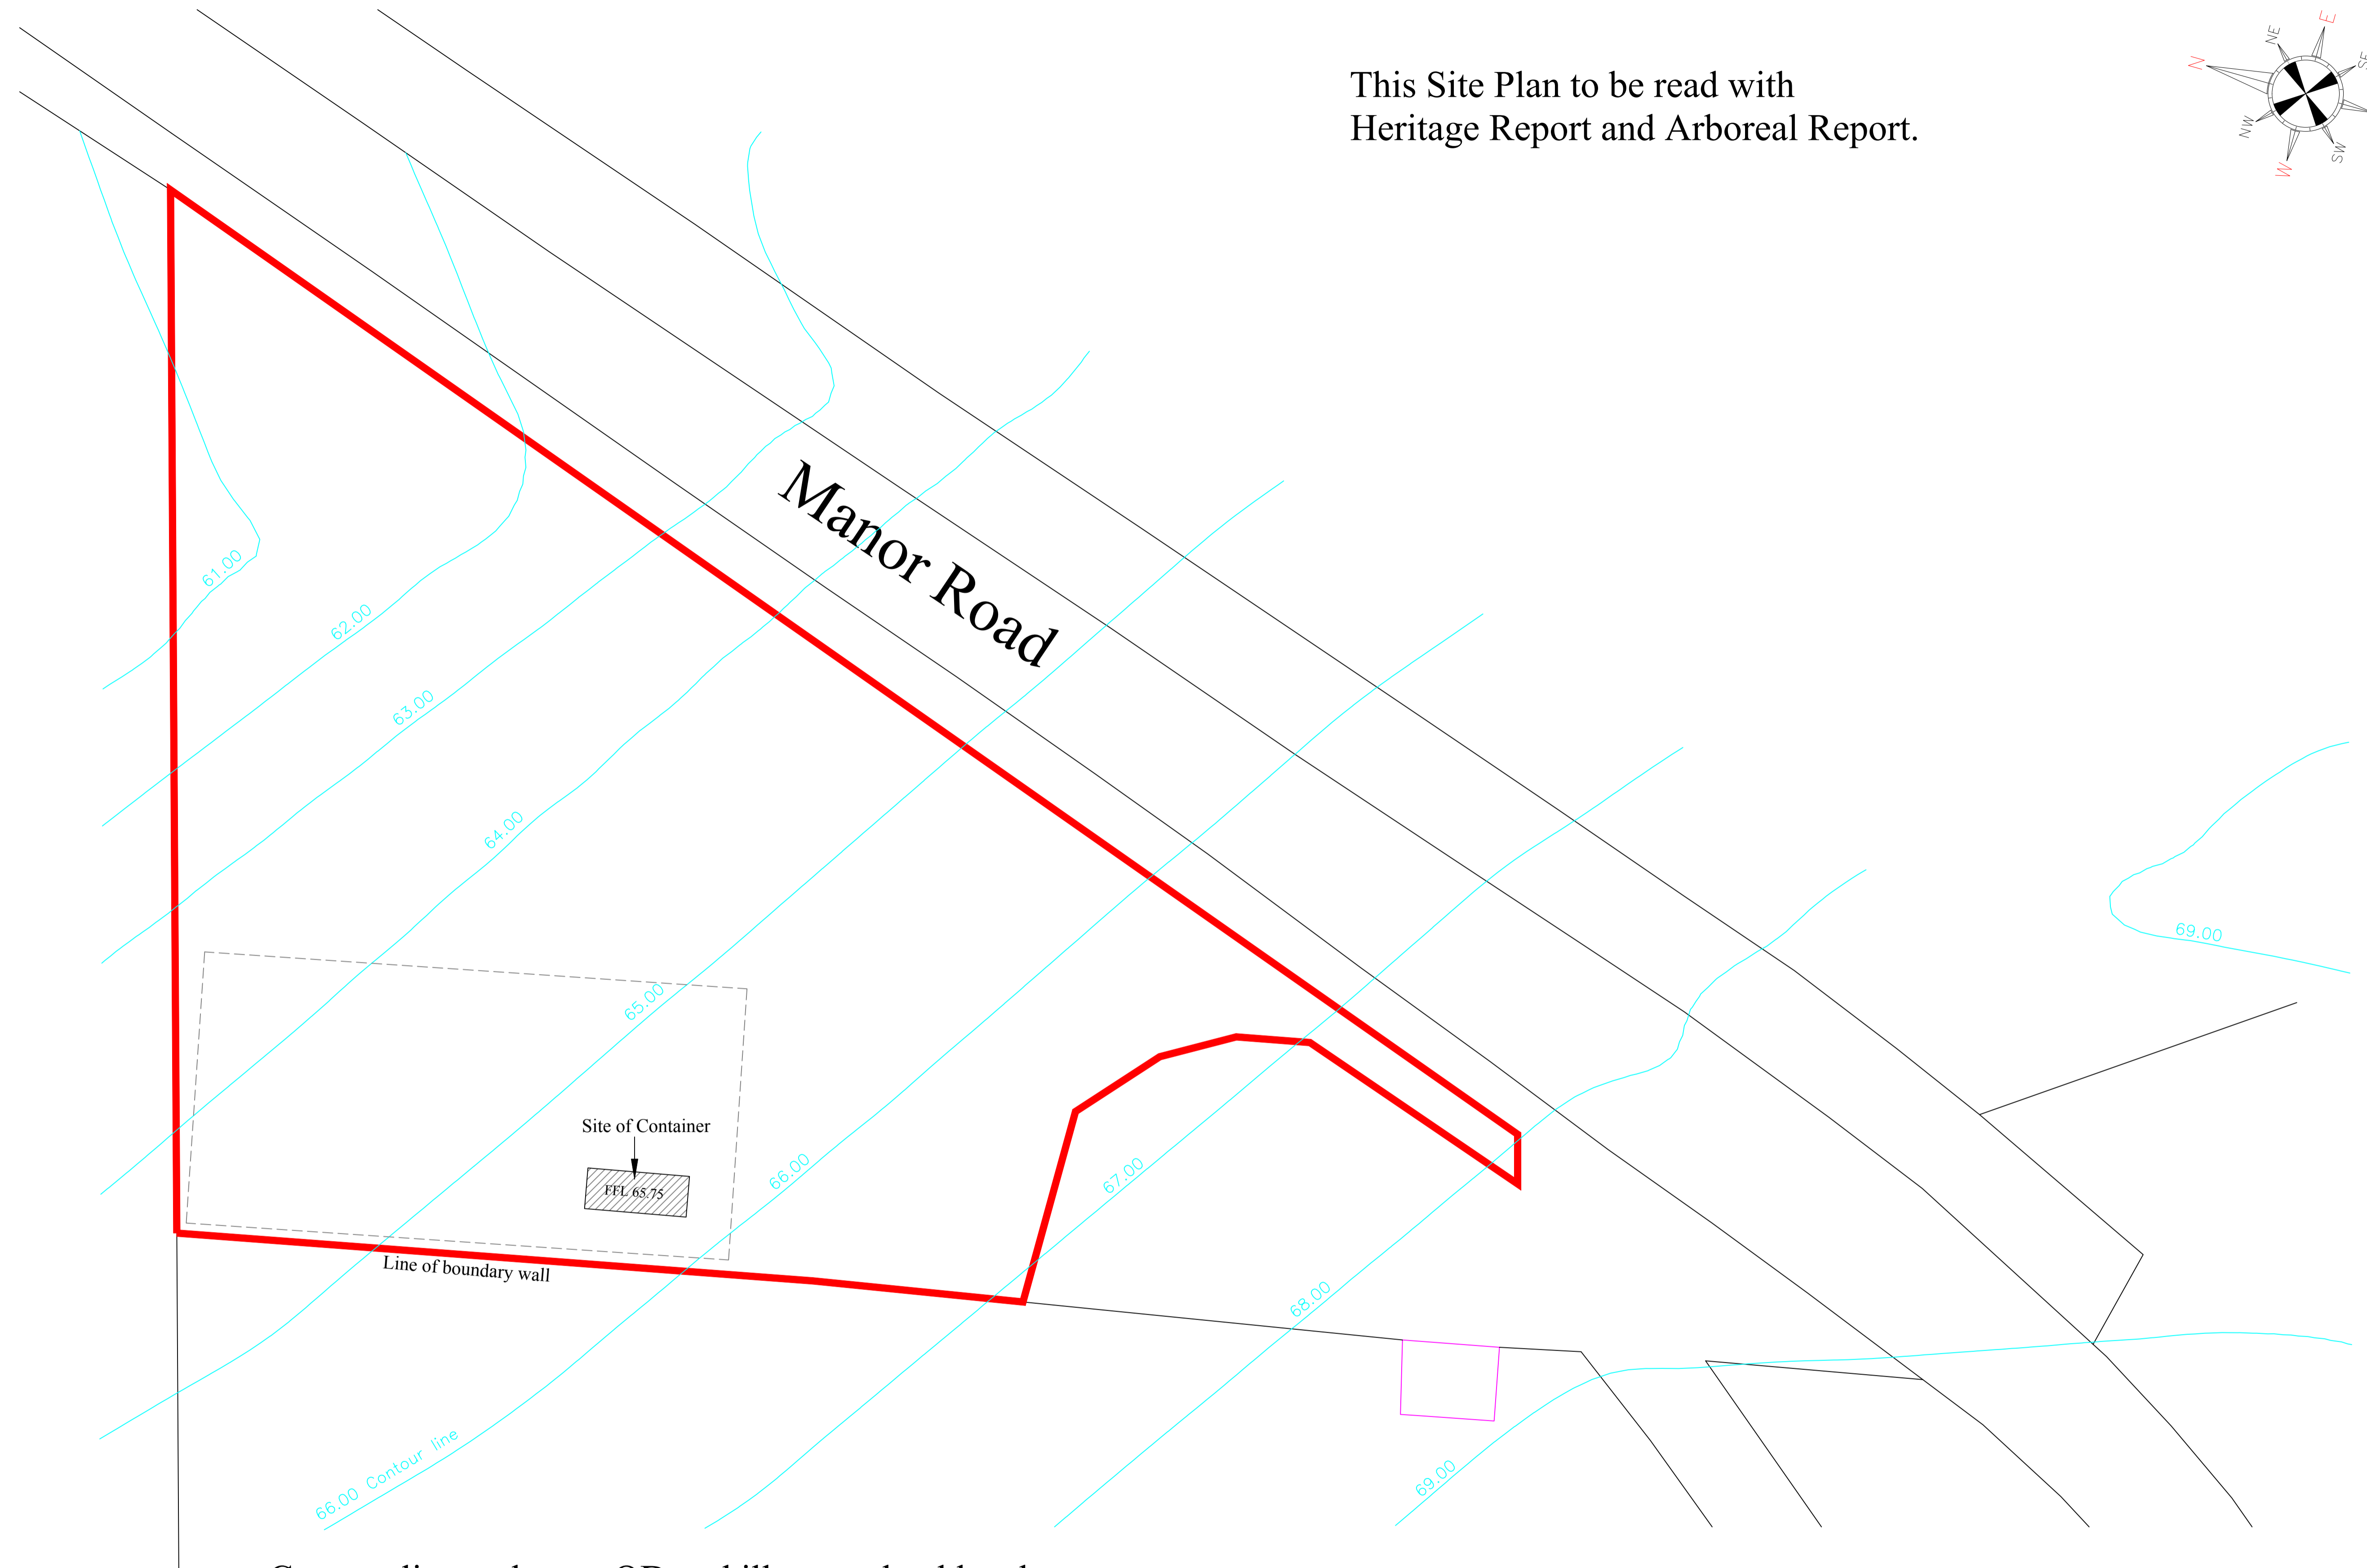 This Site Plan to be read with
Heritage Report and Arboreal Report.
N
NE
E
SE
NW
W
SW
Manor Road
61.00
62.00
63.00
64.00
65.00
66.00
67.00
68.00
69.00
69.00
Site of Container
FFL 65.75
Line of boundary wall
66.00 Contour line